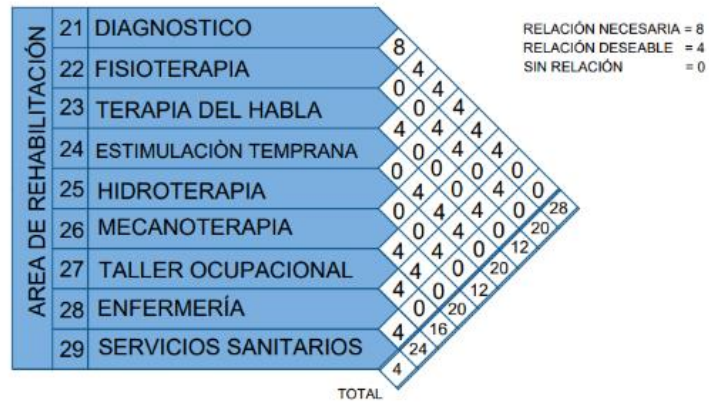 AREA DE REHABILITACIÓN
21 DIAGNOSTICO
22 FISIOTERAPIA
23 TERAPIA DEL HABLA
24 ESTIMULACIÒN TEMPRANA
25 HIDROTERAPIA
26 MECANOTERAPIA
27 TALLER OCUPACIONAL
28 ENFERMERÍA
29 SERVICIOS SANITARIOS
8
4
0 4
0 4
4 4 4
0 4 4
0 0 4 0
4 0 4 0
0 4 4 0 28
0 4 0 20
4 4 0 12
4 0 20
4 0 12
0 20
4 16
24
4
TOTAL
RELACIÓN NECESARIA = 8
RELACIÓN DESEABLE = 4
SIN RELACIÓN = 0